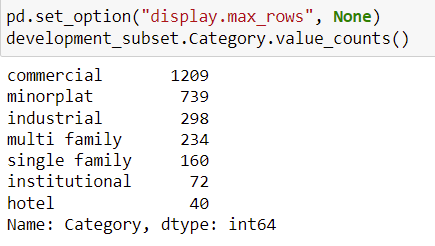 pd.set_option("display.max_rows", None)
development_subset.Category.value_counts()
commercial 1209
minorplat 739
industrial 298
multi family 234
single family 160
institutional 72
hotel 40
Name: Category, dtype: int64